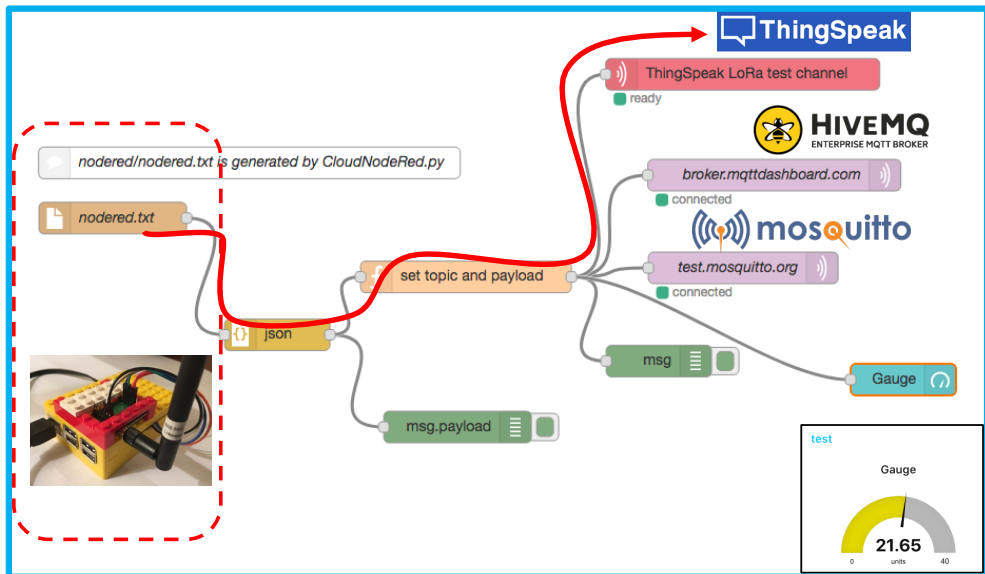 ThingSpeak
ThingSpeak LoRa test channel
ready
HIVEMQ
ENTERPRISE MQTT BROKER
nodered/nodered.txt is generated by CloudNodeRed.py
broker.mqttdashboard.com
connected
nodered.txt
mosquitto
set topic and payload
test.mosquitto.org
connected
{} json
msg
Gauge
msg.payload
test
Gauge
21.65
0 units 40